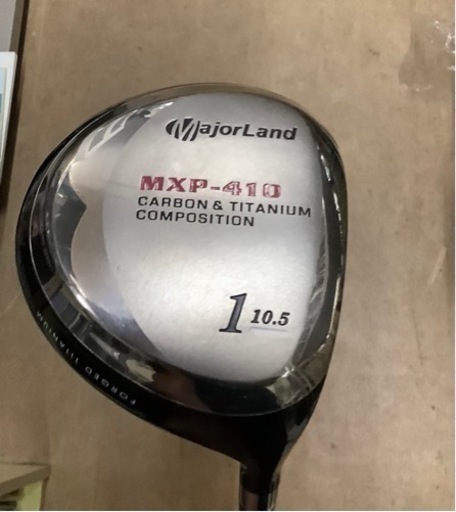 MajorLand
MXP-410
CARBON & TITANIUM
COMPOSITION
1 10.5
FORGED TITANIUM